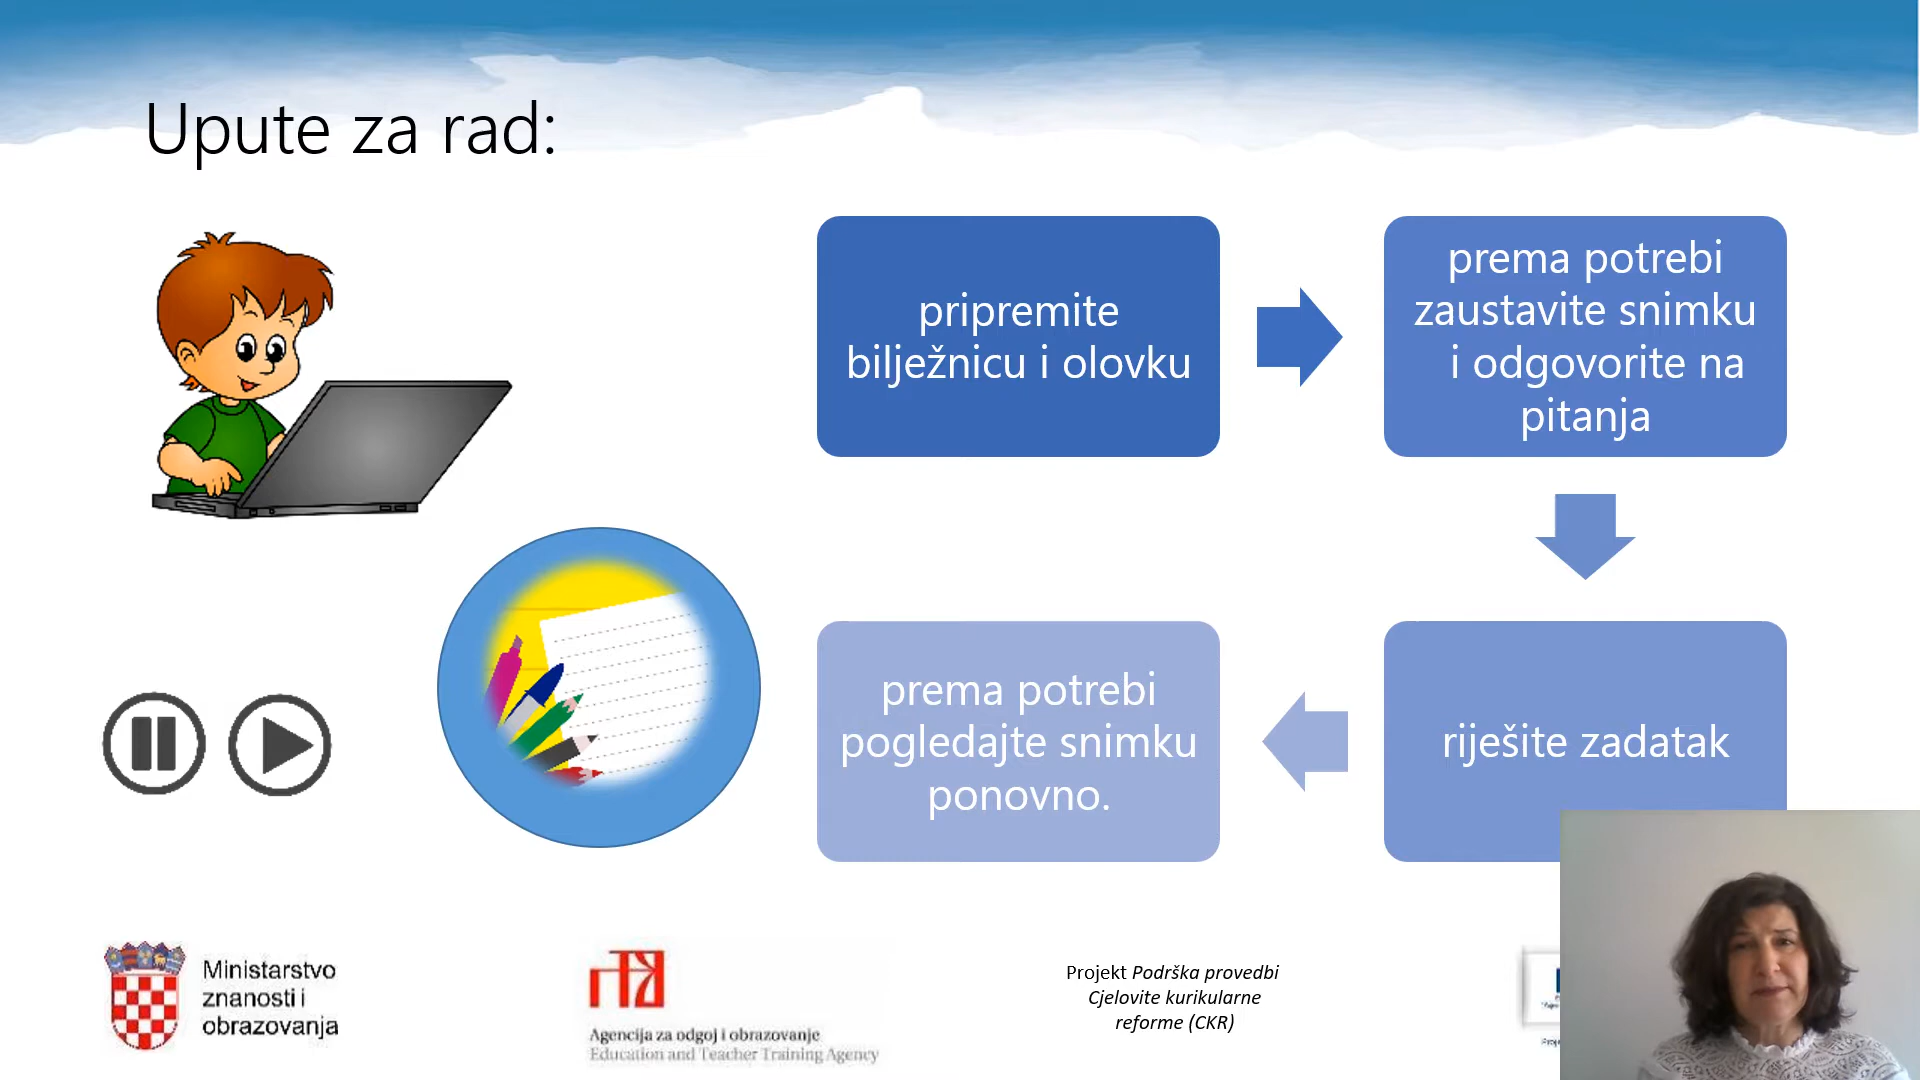 Upute za rad:
pripremite
bilježnicu i olovku
prema potrebi
zaustavite snimku
i odgovorite na
pitanja
riješite zadatak
prema potrebi
pogledajte snimku
ponovno.
Ministarstvo
znanosti i
obrazovanja
Agencija za odgoj i obrazovanje
Education and Teacher Training Agency
Projekt Podrška provedbi
Cjelovite kurikularne
reforme (CKR)